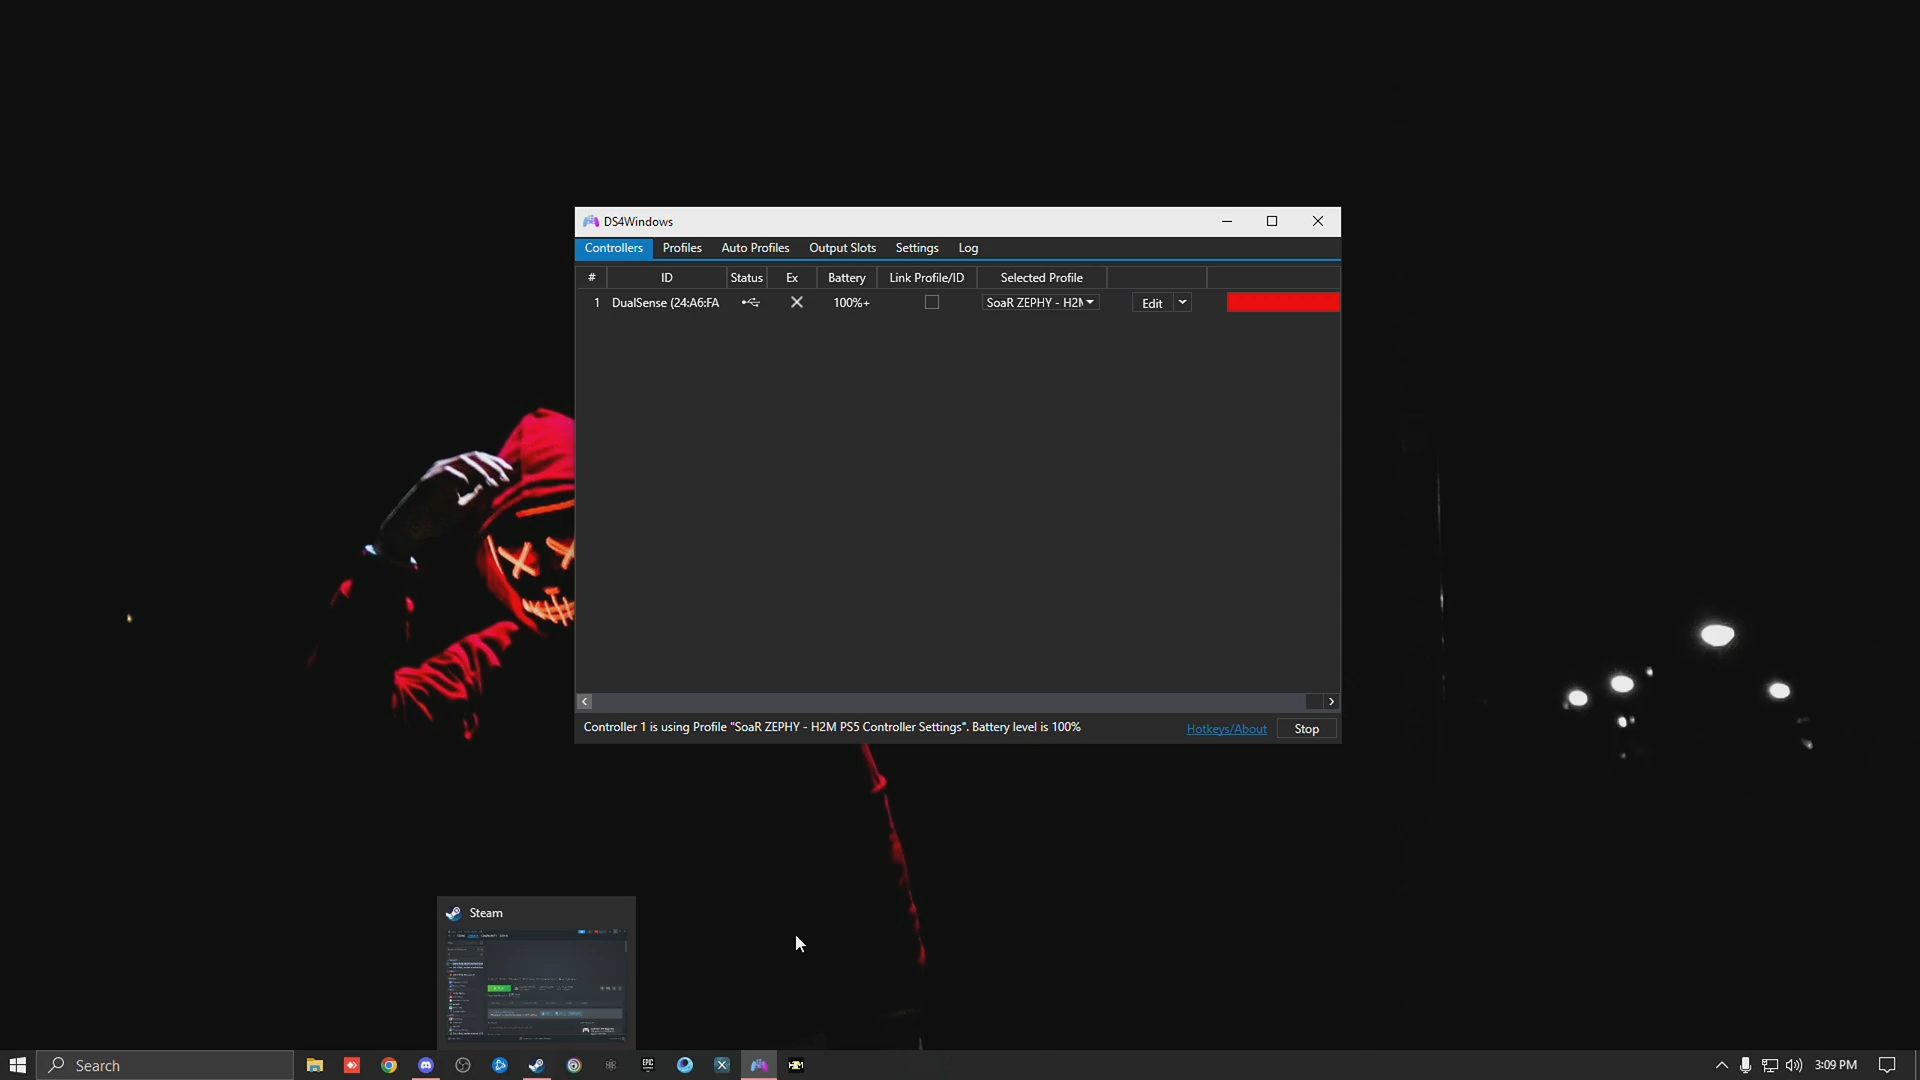 DS4Windows
Controllers Profiles Auto Profiles Output Slots Settings Log
# ID Status Ex Battery Link Profile/ID Selected Profile
1 DualSense (24:A6:FA 100%+ SoaR ZEPHY - H2M Edit
Controller 1 is using Profile "SoaR ZEPHY - H2M PS5 Controller Settings". Battery level is 100% Hotkeys/About Stop
Steam
Search EPIC 3:09 PM